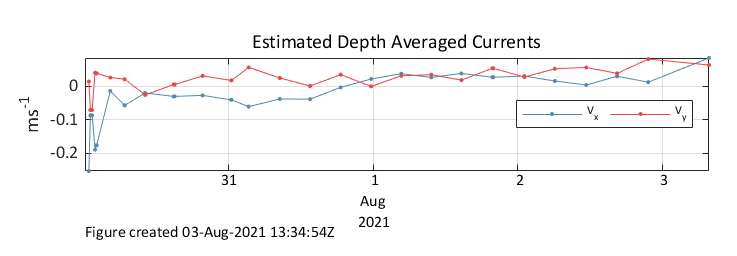 Estimated Depth Averaged Currents
0
-0.1
-0.2
ms-1
Vx
Vy
31
1
2
3
Aug
2021
Figure created 03-Aug-2021 13:34:54Z